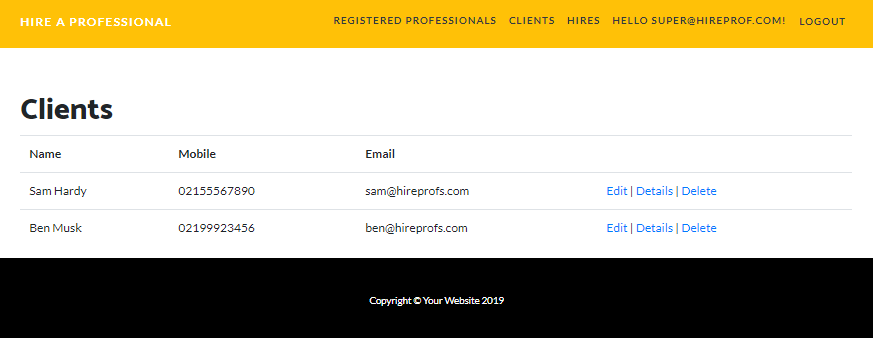 HIRE A PROFESSIONAL REGISTERED PROFESSIONALS CLIENTS HIRES HELLO SUPER@HIREPROF.COM! LOGOUT
Clients
Name Mobile Email
Sam Hardy 02155567890 sam@hireprofs.com Edit | Details | Delete
Ben Musk 02199923456 ben@hireprofs.com Edit | Details | Delete
Copyright © Your Website 2019